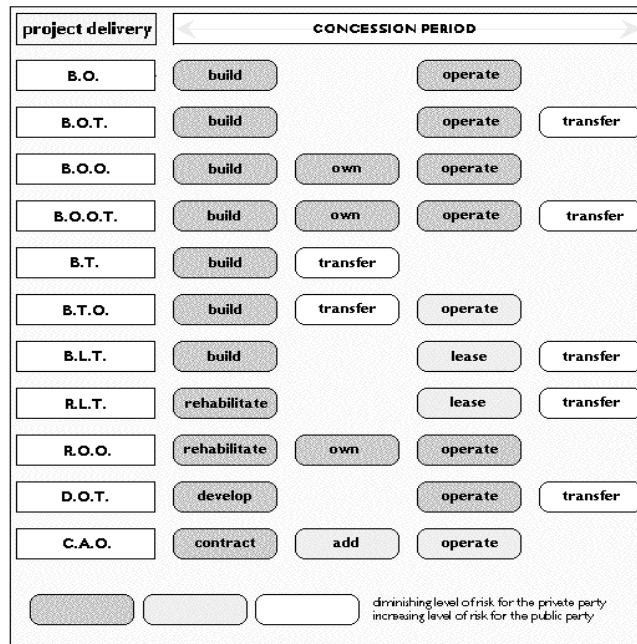 project delivery CONCESSION PERIOD
B.O. build operate
B.O.T. build operate transfer
B.O.O. build own operate
B.O.O.T. build own operate transfer
B.T. build transfer
B.T.O. build transfer operate
B.L.T. build lease transfer
R.L.T. rehabilitate lease transfer
R.O.O. rehabilitate own operate
D.O.T. develop operate transfer
C.A.O. contract add operate
diminishing level of risk for the private party
increasing level of risk for the public party